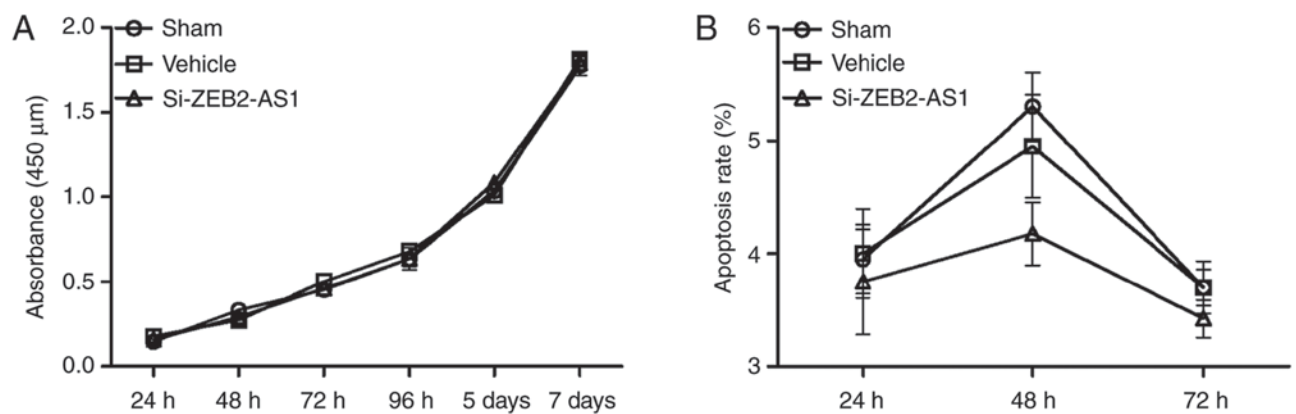 A
Sham
Vehicle
Si-ZEB2-AS1
Absorbance (450 μm)
2.0
1.5
1.0
0.5
0.0
24 h 48 h 72 h 96 h 5 days 7 days
B
Sham
Vehicle
Si-ZEB2-AS1
Apoptosis rate (%)
6
5
4
3
24 h 48 h 72 h